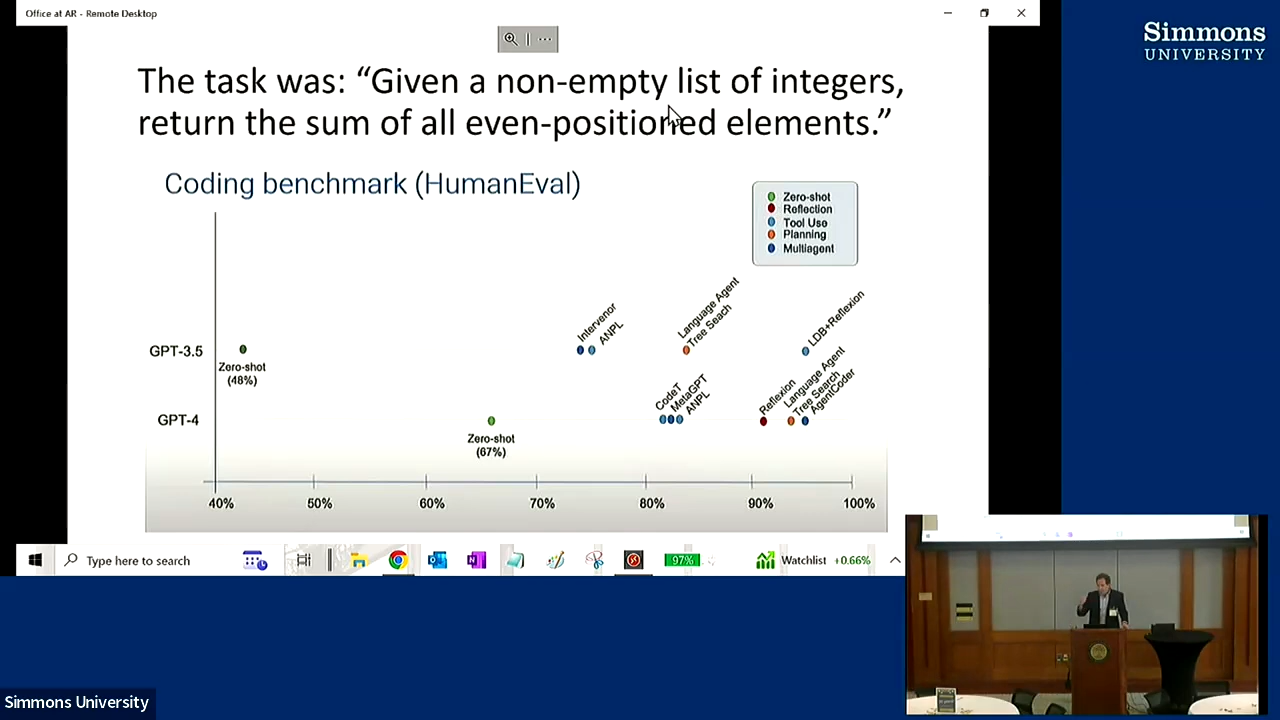 Office at AR - Remote Desktop
Simmons
UNIVERSITY
The task was: “Given a non-empty list of integers,
return the sum of all even-positioned elements.”
Coding benchmark (HumanEval)
Zero-shot
Reflection
Tool Use
Planning
Multiagent
GPT-3.5
Zero-shot
(48%)
Intervenor
ANPL
Language Agent
Tree Seach
LDB+Reflexion
GPT-4
Zero-shot
(67%)
CodeT
MetaGPT
ANPL
Reflexion
Language Agent
Tree Search
AgentCoder
40%
50%
60%
70%
80%
90%
100%
Type here to search
97%
Watchlist +0.66%
Simmons University